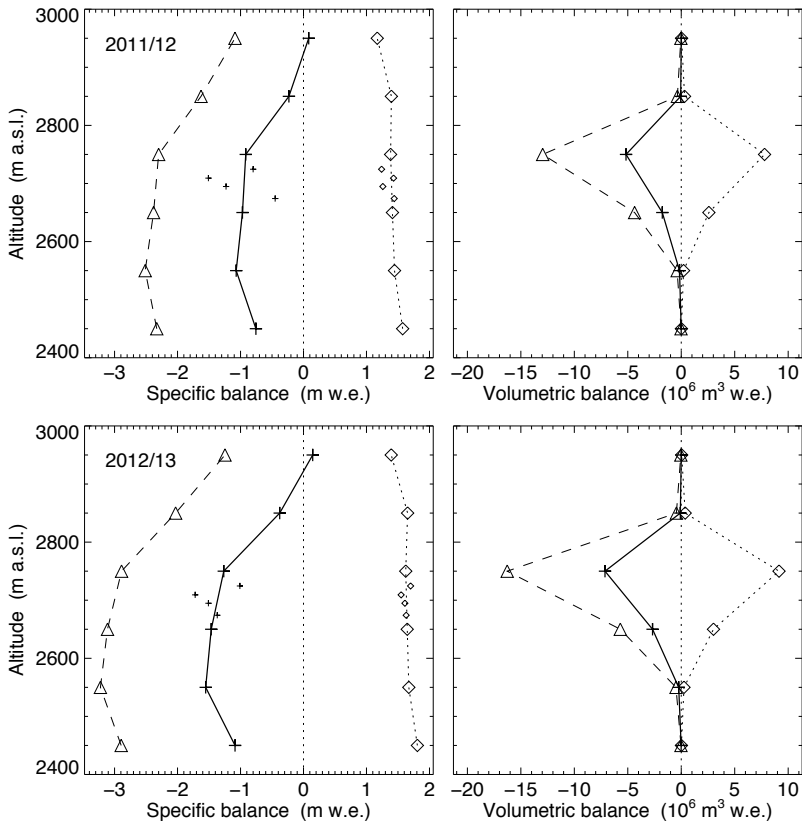 3000
2800
2600
2400
Altitude (m a.s.l.)
2011/12
−3 −2 −1 0 1 2
Specific balance (m w.e.)
−20 −15 −10 −5 0 5 10
Volumetric balance (10⁶ m³ w.e.)
3000
2800
2600
2400
Altitude (m a.s.l.)
2012/13
−3 −2 −1 0 1 2
Specific balance (m w.e.)
−20 −15 −10 −5 0 5 10
Volumetric balance (10⁶ m³ w.e.)